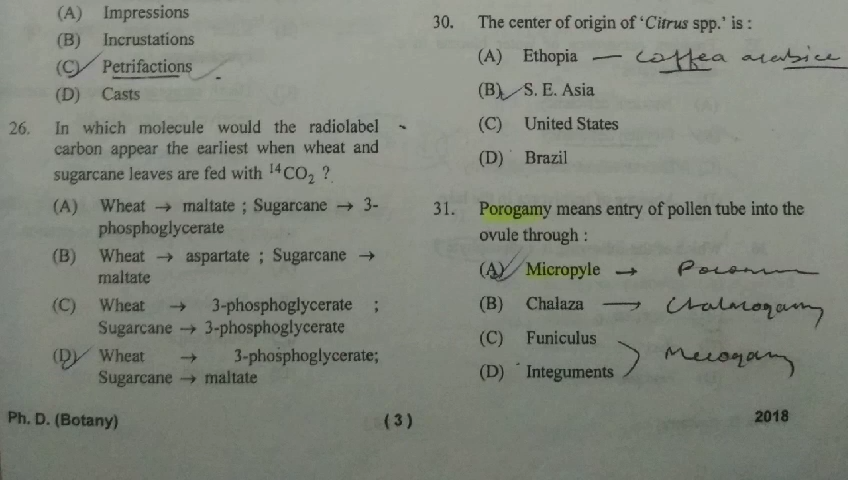 (A) Impressions
(B) Incrustations
(C) Petrifactions
(D) Casts
26. In which molecule would the radiolabel
carbon appear the earliest when wheat and
sugarcane leaves are fed with ¹⁴CO₂ ?
(A) Wheat → maltate ; Sugarcane → 3-
phosphoglycerate
(B) Wheat → aspartate ; Sugarcane →
maltate
(C) Wheat → 3-phosphoglycerate ;
Sugarcane → 3-phosphoglycerate
(D) Wheat → 3-phosphoglycerate;
Sugarcane → maltate
30. The center of origin of ‘Citrus spp.’ is :
(A) Ethopia — Coffea arabice
(B) S. E. Asia
(C) United States
(D) Brazil
31. Porogamy means entry of pollen tube into the
ovule through :
(A) Micropyle →
(B) Chalaza → Chalazogamy
(C) Funiculus
(D) Integuments Mesogamy
Ph. D. (Botany) (3) 2018